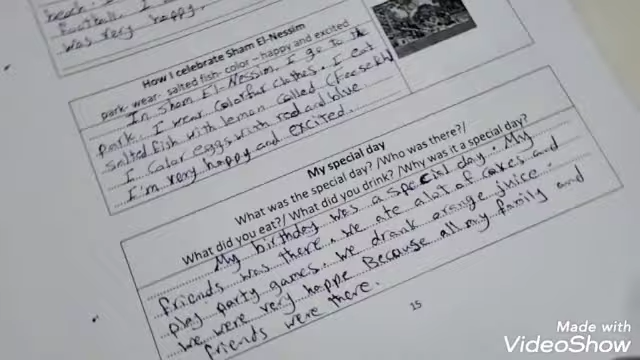 Football. I
was very happy.
How I celebrate Sham El-Nessim
park- wear- salted fish- color – happy and excited
In Sham El-Nessim, I go to the
park. I wear colorful clothes. I eat
salted fish with lemon called (Feseekh)
I color eggs with red and blue
I'm very happy and excited.
My special day
What was the special day? /Who was there?/
What did you eat?/ What did you drink? /Why was it a special day?
My birthday was a special day. My
friends was there. we ate a lot of cakes and
play party games. we drank orange juice.
we were very happe Because all my family and
friends were there.
15
Made with
VideoShow